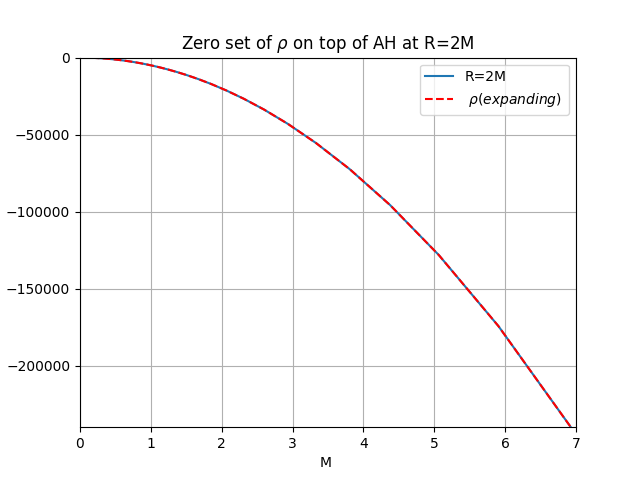 Zero set of ρ on top of AH at R=2M
R=2M
ρ(expanding)
0
−50000
−100000
−150000
−200000
0 1 2 3 4 5 6 7
M